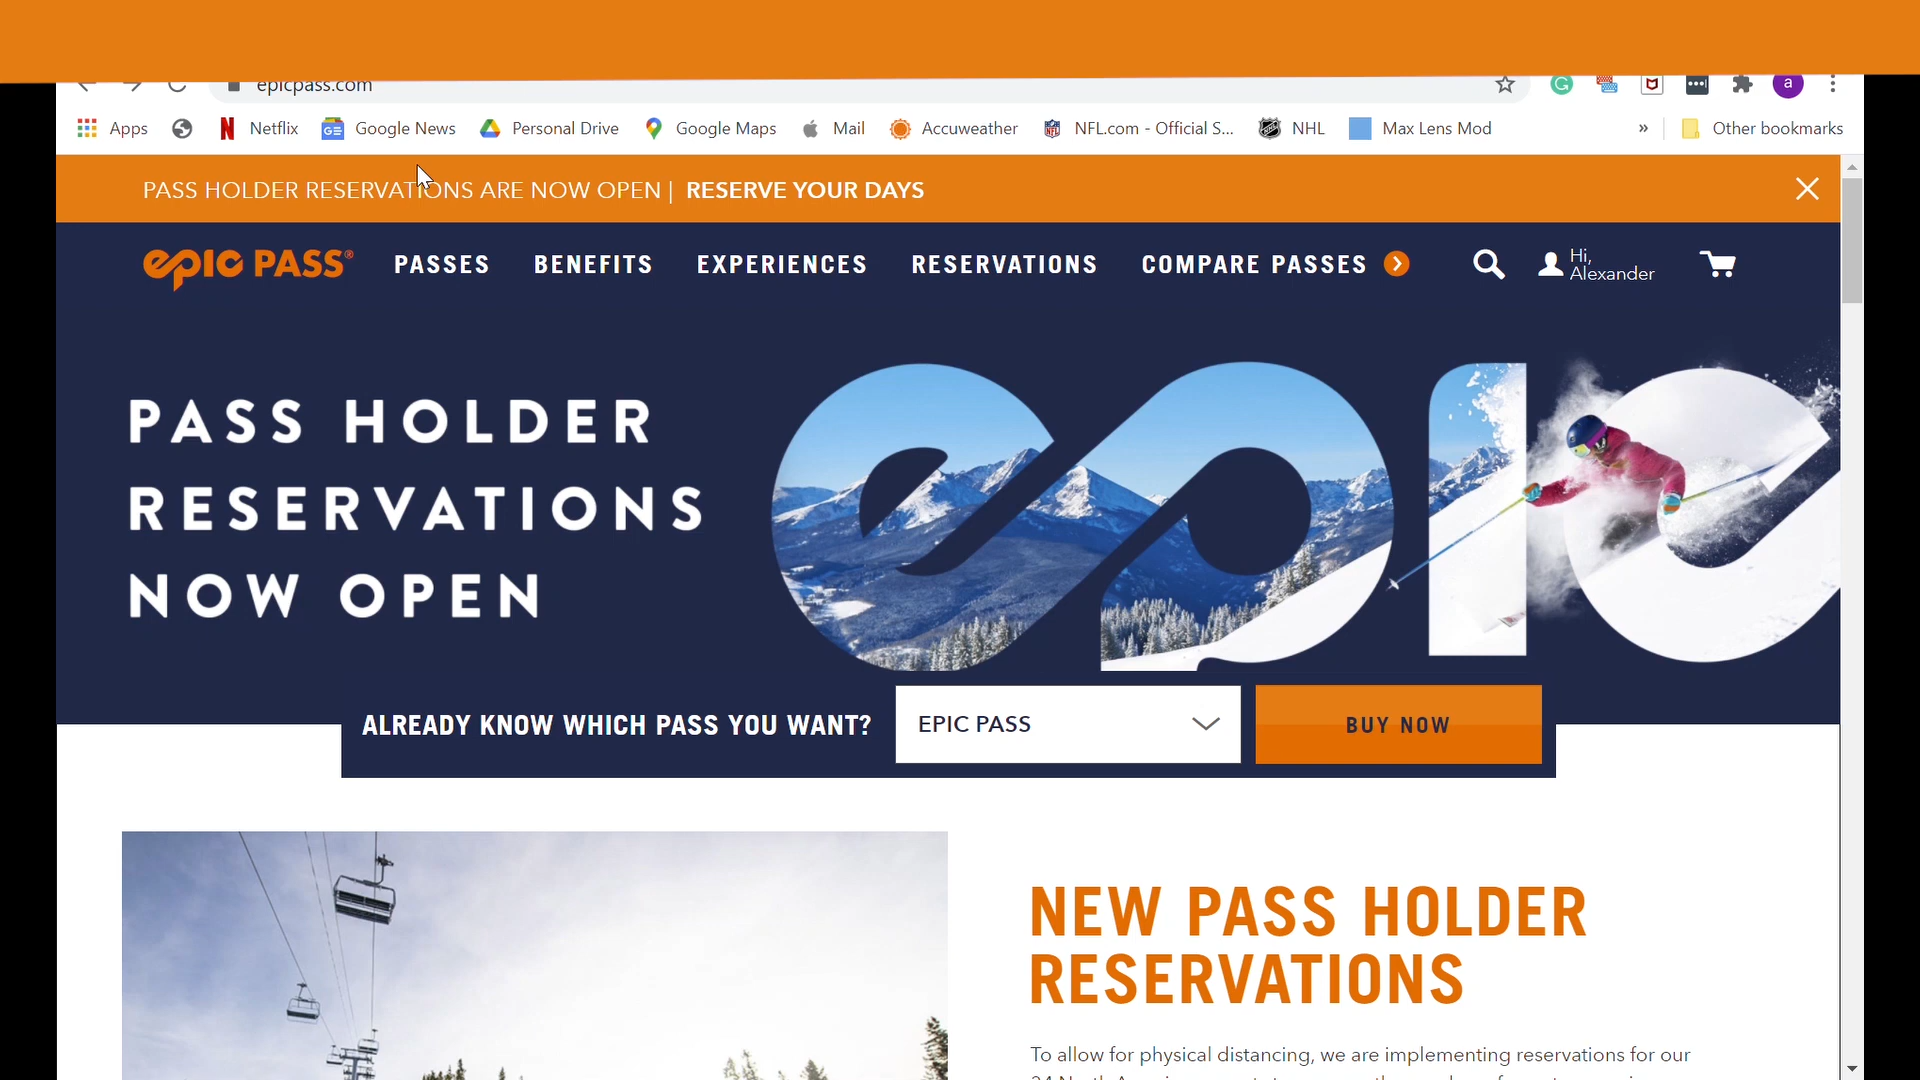 epicpass.com
Apps Netflix Google News Personal Drive Google Maps Mail Accuweather NFL.com - Official S... NHL Max Lens Mod » Other bookmarks
PASS HOLDER RESERVATIONS ARE NOW OPEN | RESERVE YOUR DAYS
epic PASS® PASSES BENEFITS EXPERIENCES RESERVATIONS COMPARE PASSES Hi,
Alexander
PASS HOLDER
RESERVATIONS
NOW OPEN
epic
ALREADY KNOW WHICH PASS YOU WANT? EPIC PASS BUY NOW
NEW PASS HOLDER
RESERVATIONS
To allow for physical distancing, we are implementing reservations for our